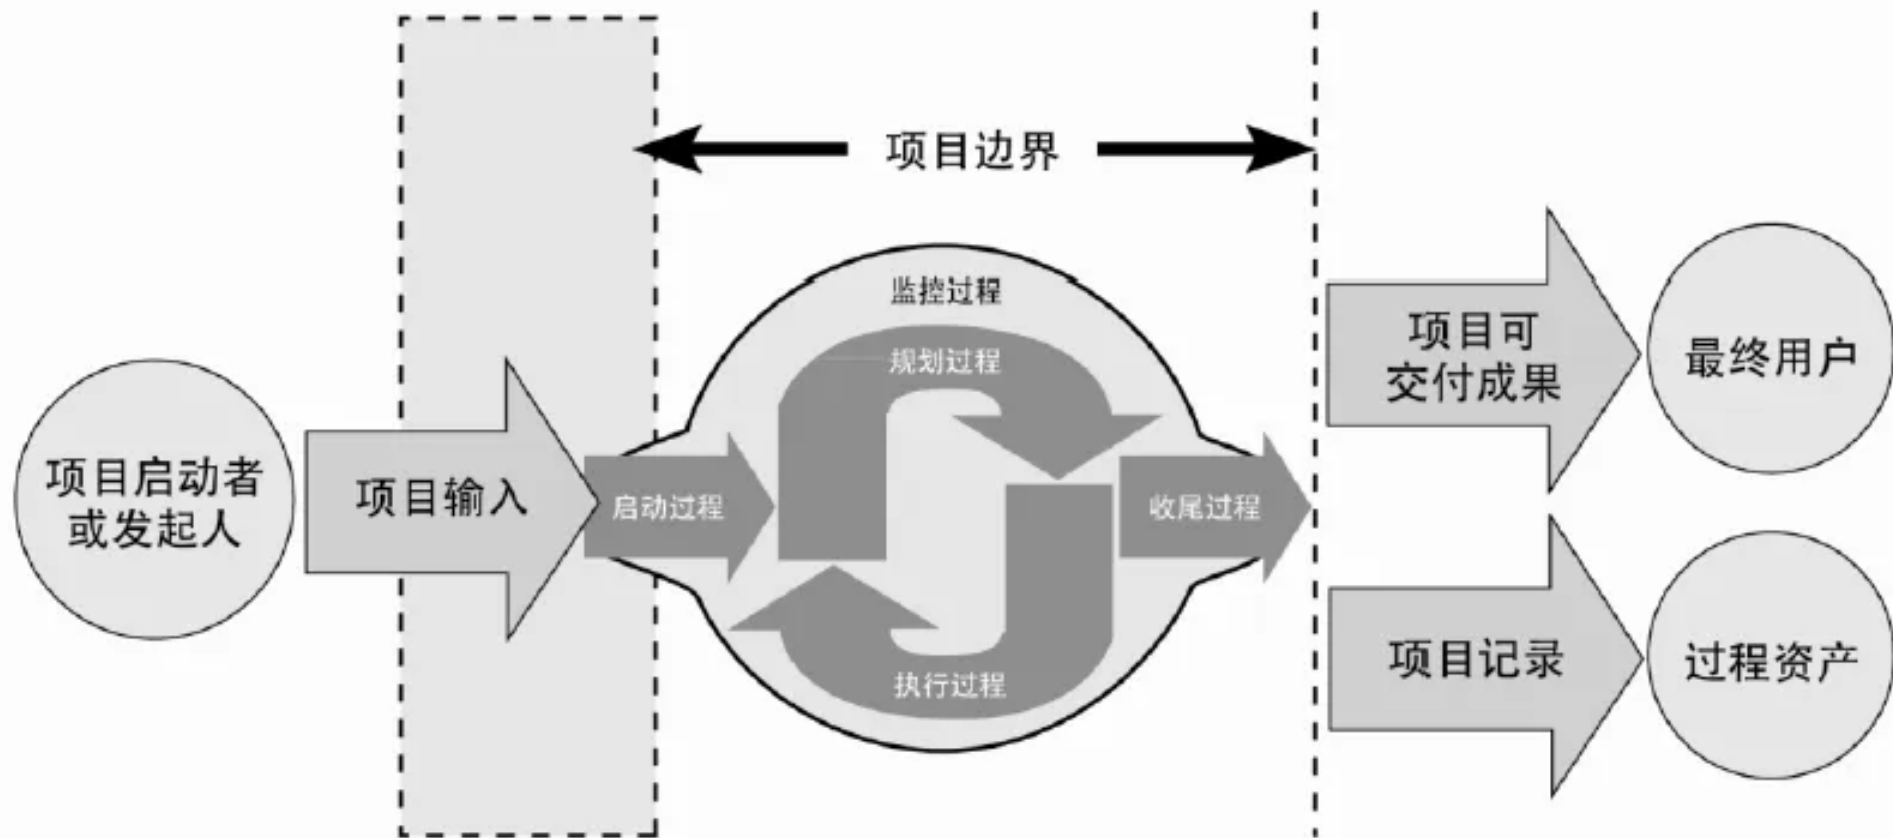 项目边界
监控过程
规划过程
项目启动者
或发起人
项目输入
启动过程
收尾过程
执行过程
项目可
交付成果
最终用户
项目记录
过程资产